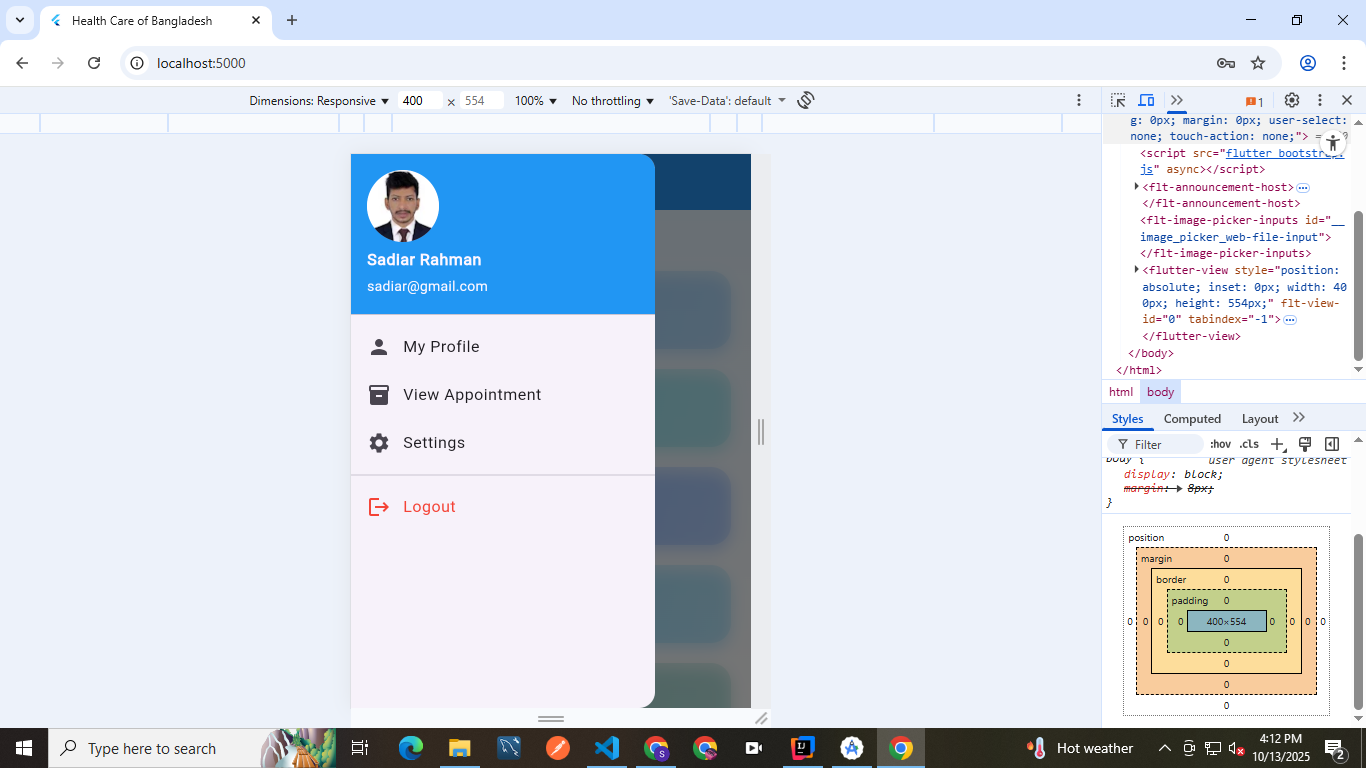 Health Care of Bangladesh
localhost:5000
Dimensions: Responsive 400 × 554 100% No throttling 'Save-Data': default
1
Sadiar Rahman
sadiar@gmail.com
My Profile
View Appointment
Settings
Logout
g: 0px; margin: 0px; user-select:
none; touch-action: none;">
<script src="flutter_bootstrap.
js" async></script>
<flt-announcement-host>
</flt-announcement-host>
<flt-image-picker-inputs id="__
image_picker_web-file-input">
</flt-image-picker-inputs>
<flutter-view style="position:
absolute; inset: 0px; width: 40
0px; height: 554px;" flt-view-
id="0" tabindex="-1">
</flutter-view>
</body>
</html>
html body
Styles Computed Layout
Filter :hov .cls
body { user agent stylesheet
display: block;
margin: 8px;
}
position 0
margin 0
border 0
padding 0
0 0 0 0 400×554 0 0 0 0
0
0
0
0
Type here to search
Hot weather
4:12 PM
10/13/2025
2